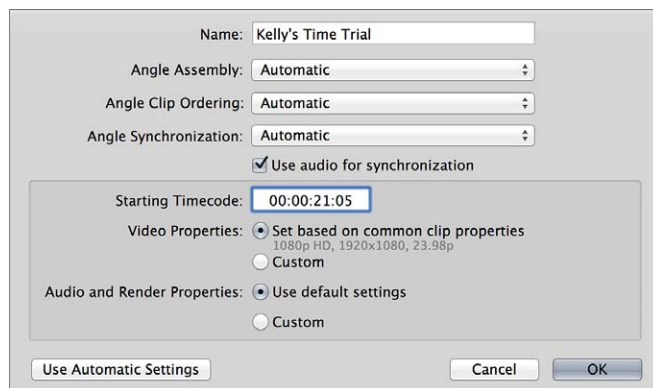 Name: Kelly's Time Trial
Angle Assembly: Automatic
Angle Clip Ordering: Automatic
Angle Synchronization: Automatic
Use audio for synchronization
Starting Timecode: 00:00:21:05
Video Properties: Set based on common clip properties
1080p HD, 1920x1080, 23.98p
Custom
Audio and Render Properties: Use default settings
Custom
Use Automatic Settings Cancel OK